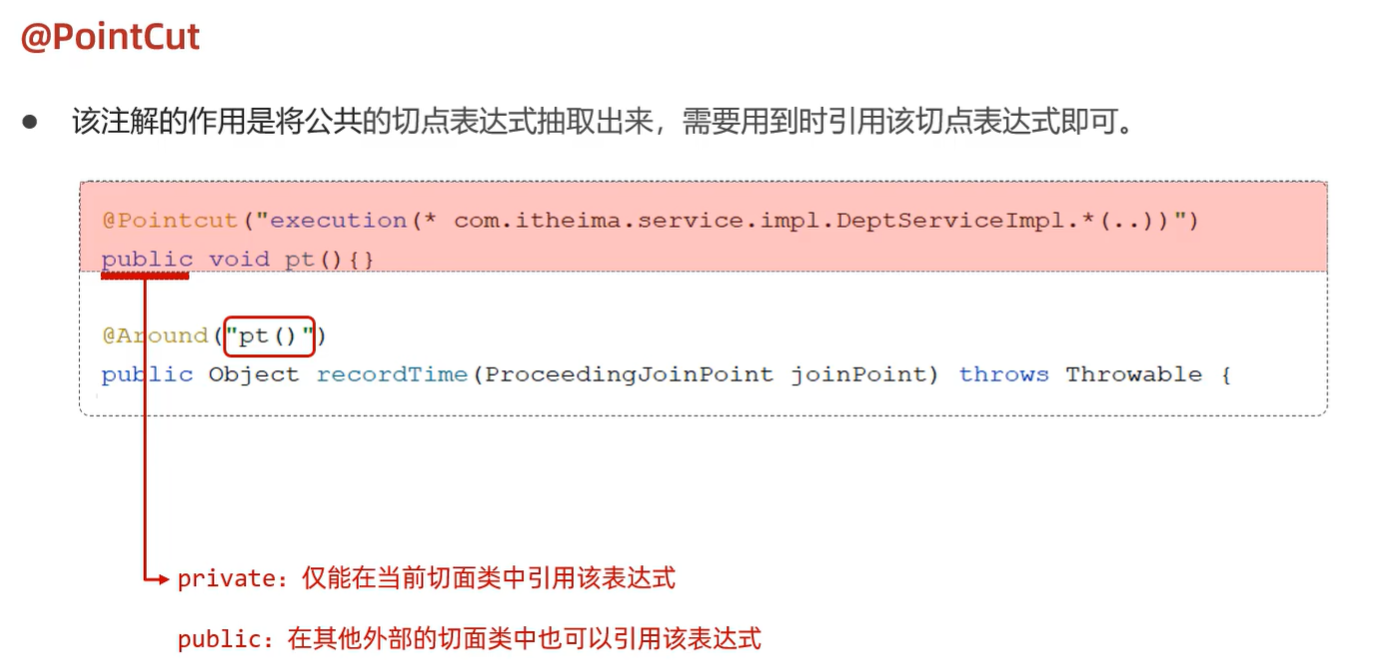 @PointCut
● 该注解的作用是将公共的切点表达式抽取出来，需要用到时引用该切点表达式即可。
@Pointcut("execution(* com.itheima.service.impl.DeptServiceImpl.*(..))")
public void pt(){}
@Around("pt()")
public Object recordTime(ProceedingJoinPoint joinPoint) throws Throwable {
private：仅能在当前切面类中引用该表达式
public：在其他外部的切面类中也可以引用该表达式